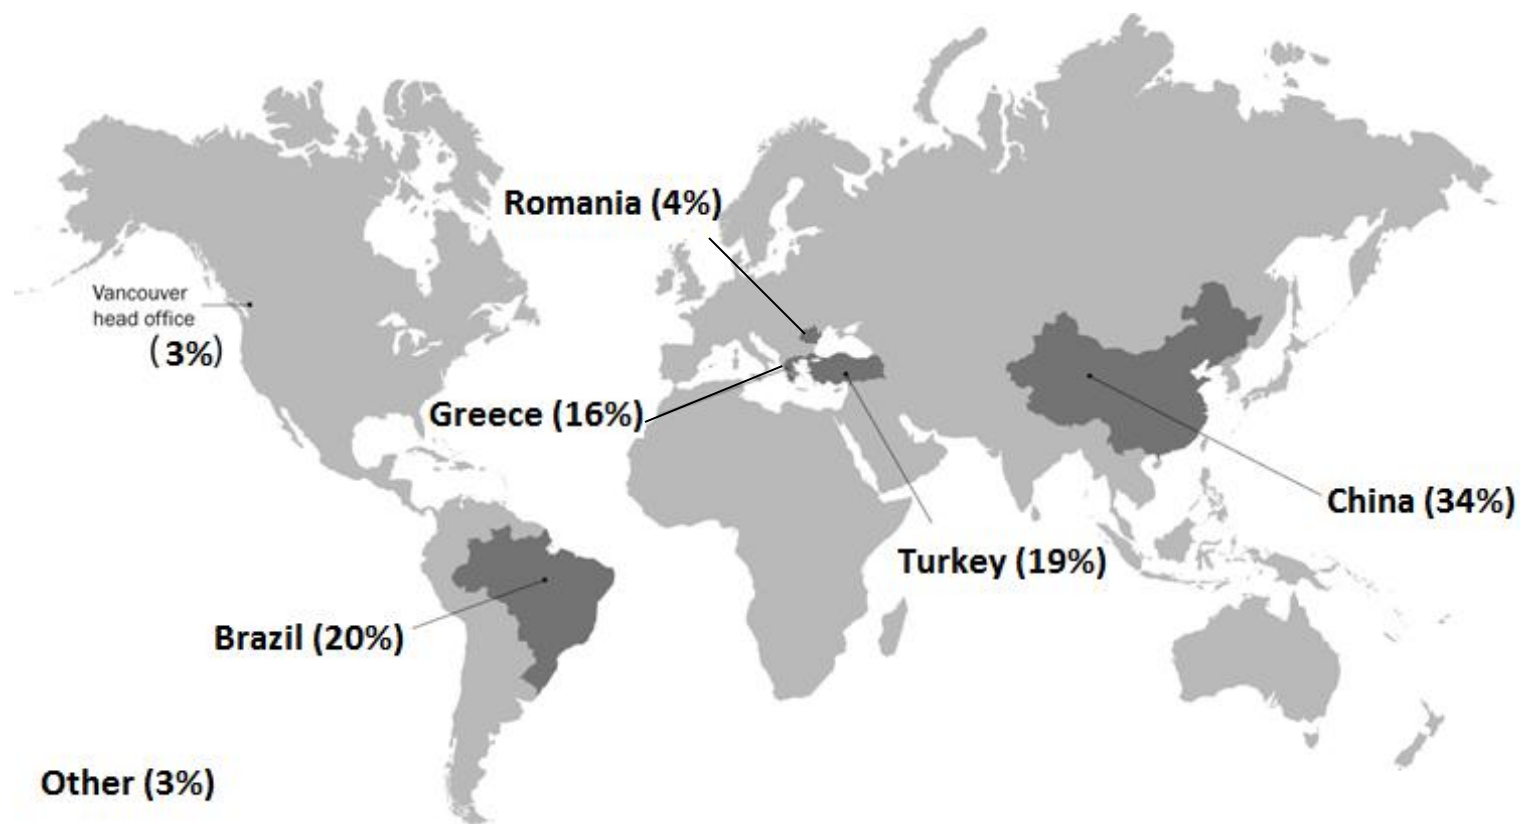 Romania (4%)
Vancouver
head office
(3%)
Greece (16%)
China (34%)
Turkey (19%)
Brazil (20%)
Other (3%)